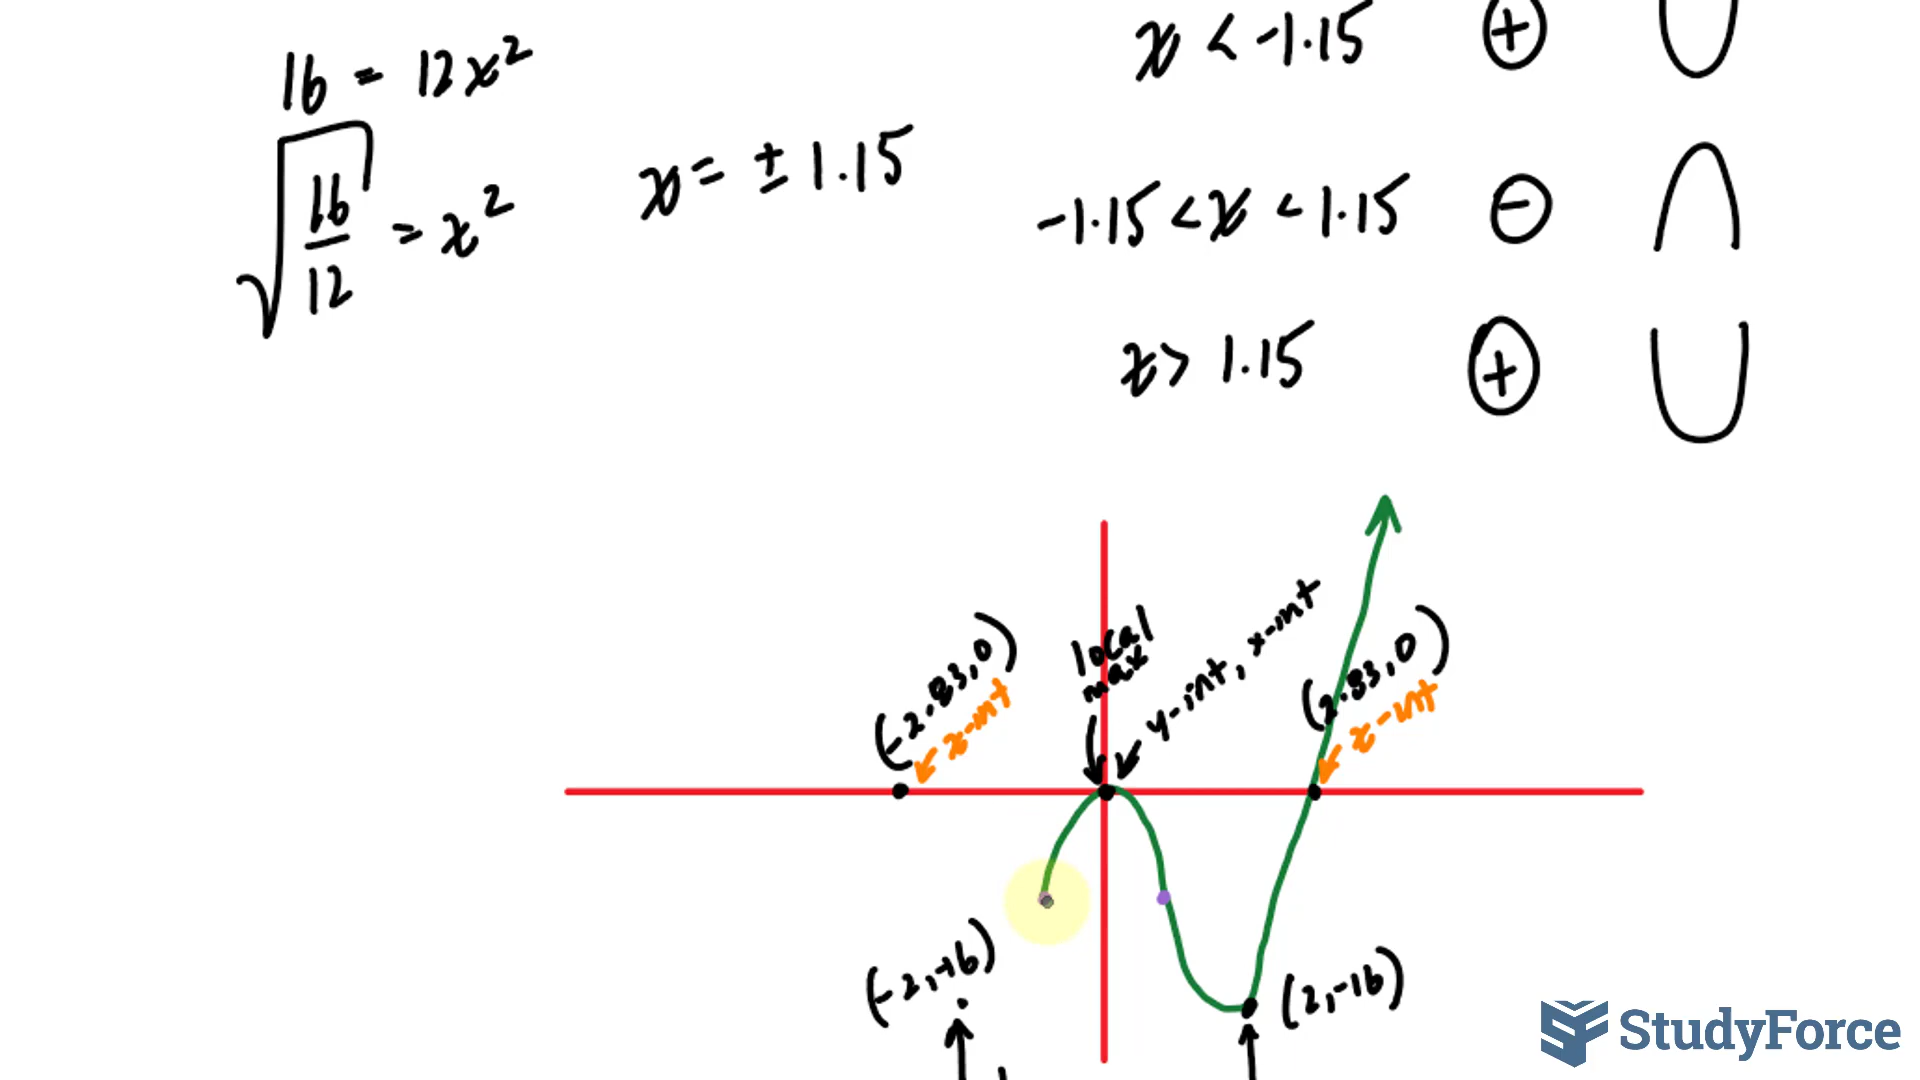 16 = 12x²
√16/12 = x²
x = ± 1.15
x < -1.15 ⊕
-1.15 < x < 1.15 ⊖
x > 1.15 ⊕
(-2.83, 0)
x-int
local
max
y-int, x-int
(2.83, 0)
x-int
(-2, -16)
(2, -16)
StudyForce